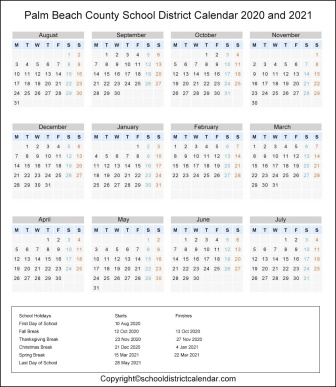 Palm Beach County School District Calendar 2020 and 2021
August September October November
M T W T F S S M T W T F S S M T W T F S S M T W T F S S
1 2 1 2 3 4 5 6 1 2 3 4 1
3 4 5 6 7 8 9 7 8 9 10 11 12 13 5 6 7 8 9 10 11 2 3 4 5 6 7 8
10 11 12 13 14 15 16 14 15 16 17 18 19 20 12 13 14 15 16 17 18 9 10 11 12 13 14 15
17 18 19 20 21 22 23 21 22 23 24 25 26 27 19 20 21 22 23 24 25 16 17 18 19 20 21 22
24 25 26 27 28 29 30 28 29 30 26 27 28 29 30 31 23 24 25 26 27 28 29
31 30
December January February March
M T W T F S S M T W T F S S M T W T F S S M T W T F S S
1 2 3 4 5 6 1 2 3 1 2 3 4 5 6 7 1 2 3 4 5 6 7
7 8 9 10 11 12 13 4 5 6 7 8 9 10 8 9 10 11 12 13 14 8 9 10 11 12 13 14
14 15 16 17 18 19 20 11 12 13 14 15 16 17 15 16 17 18 19 20 21 15 16 17 18 19 20 21
21 22 23 24 25 26 27 18 19 20 21 22 23 24 22 23 24 25 26 27 28 22 23 24 25 26 27 28
28 29 30 31 25 26 27 28 29 30 31 29 30 31
April May June July
M T W T F S S M T W T F S S M T W T F S S M T W T F S S
1 2 3 4 1 2 1 2 3 4 5 6 1 2 3 4
5 6 7 8 9 10 11 3 4 5 6 7 8 9 7 8 9 10 11 12 13 5 6 7 8 9 10 11
12 13 14 15 16 17 18 10 11 12 13 14 15 16 14 15 16 17 18 19 20 12 13 14 15 16 17 18
19 20 21 22 23 24 25 17 18 19 20 21 22 23 21 22 23 24 25 26 27 19 20 21 22 23 24 25
26 27 28 29 30 24 25 26 27 28 29 30 28 29 30 26 27 28 29 30 31
31
School Holidays Starts Finishes
First Day of School 10 Aug 2020
Fall Break 12 Oct 2020 13 Oct 2020
Thanksgiving Break 23 Nov 2020 27 Nov 2020
Christmas Break 21 Dec 2020 4 Jan 2021
Spring Break 15 Mar 2021 22 Mar 2021
Last Day of School 28 May 2021
Copyright©schooldistrictcalendar.com